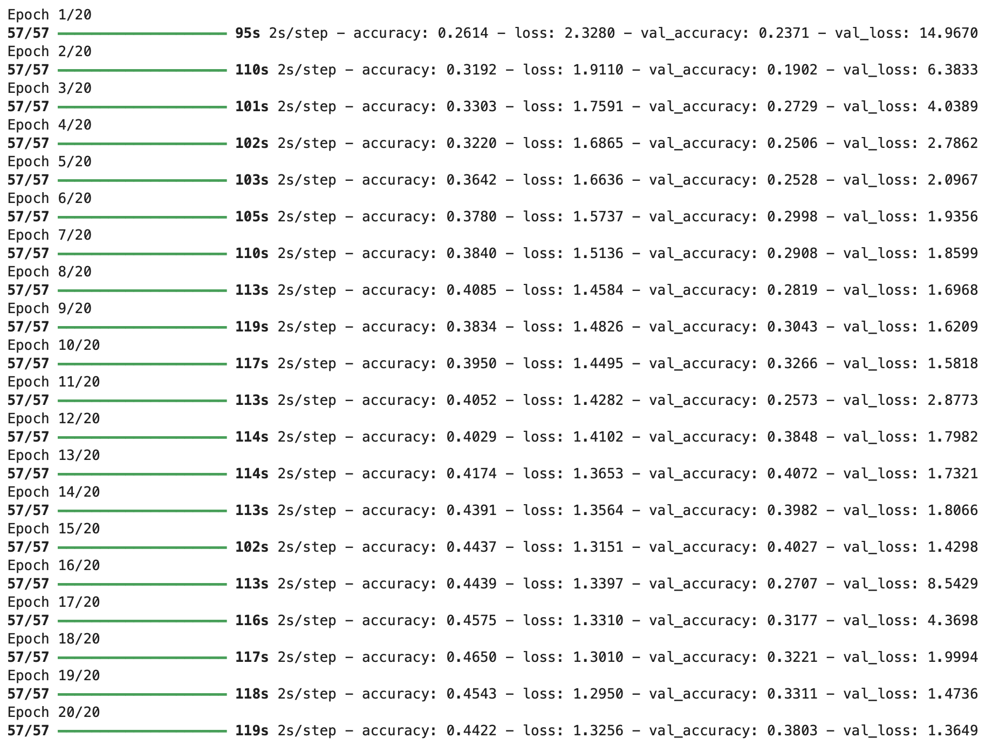 Epoch 1/20
57/57 ━━━━━━━━━━━━━━━━━━━━ 95s 2s/step - accuracy: 0.2614 - loss: 2.3280 - val_accuracy: 0.2371 - val_loss: 14.9670
Epoch 2/20
57/57 ━━━━━━━━━━━━━━━━━━━━ 110s 2s/step - accuracy: 0.3192 - loss: 1.9110 - val_accuracy: 0.1902 - val_loss: 6.3833
Epoch 3/20
57/57 ━━━━━━━━━━━━━━━━━━━━ 101s 2s/step - accuracy: 0.3303 - loss: 1.7591 - val_accuracy: 0.2729 - val_loss: 4.0389
Epoch 4/20
57/57 ━━━━━━━━━━━━━━━━━━━━ 102s 2s/step - accuracy: 0.3220 - loss: 1.6865 - val_accuracy: 0.2506 - val_loss: 2.7862
Epoch 5/20
57/57 ━━━━━━━━━━━━━━━━━━━━ 103s 2s/step - accuracy: 0.3642 - loss: 1.6636 - val_accuracy: 0.2528 - val_loss: 2.0967
Epoch 6/20
57/57 ━━━━━━━━━━━━━━━━━━━━ 105s 2s/step - accuracy: 0.3780 - loss: 1.5737 - val_accuracy: 0.2998 - val_loss: 1.9356
Epoch 7/20
57/57 ━━━━━━━━━━━━━━━━━━━━ 110s 2s/step - accuracy: 0.3840 - loss: 1.5136 - val_accuracy: 0.2908 - val_loss: 1.8599
Epoch 8/20
57/57 ━━━━━━━━━━━━━━━━━━━━ 113s 2s/step - accuracy: 0.4085 - loss: 1.4584 - val_accuracy: 0.2819 - val_loss: 1.6968
Epoch 9/20
57/57 ━━━━━━━━━━━━━━━━━━━━ 119s 2s/step - accuracy: 0.3834 - loss: 1.4826 - val_accuracy: 0.3043 - val_loss: 1.6209
Epoch 10/20
57/57 ━━━━━━━━━━━━━━━━━━━━ 117s 2s/step - accuracy: 0.3950 - loss: 1.4495 - val_accuracy: 0.3266 - val_loss: 1.5818
Epoch 11/20
57/57 ━━━━━━━━━━━━━━━━━━━━ 113s 2s/step - accuracy: 0.4052 - loss: 1.4282 - val_accuracy: 0.2573 - val_loss: 2.8773
Epoch 12/20
57/57 ━━━━━━━━━━━━━━━━━━━━ 114s 2s/step - accuracy: 0.4029 - loss: 1.4102 - val_accuracy: 0.3848 - val_loss: 1.7982
Epoch 13/20
57/57 ━━━━━━━━━━━━━━━━━━━━ 114s 2s/step - accuracy: 0.4174 - loss: 1.3653 - val_accuracy: 0.4072 - val_loss: 1.7321
Epoch 14/20
57/57 ━━━━━━━━━━━━━━━━━━━━ 113s 2s/step - accuracy: 0.4391 - loss: 1.3564 - val_accuracy: 0.3982 - val_loss: 1.8066
Epoch 15/20
57/57 ━━━━━━━━━━━━━━━━━━━━ 102s 2s/step - accuracy: 0.4437 - loss: 1.3151 - val_accuracy: 0.4027 - val_loss: 1.4298
Epoch 16/20
57/57 ━━━━━━━━━━━━━━━━━━━━ 113s 2s/step - accuracy: 0.4439 - loss: 1.3397 - val_accuracy: 0.2707 - val_loss: 8.5429
Epoch 17/20
57/57 ━━━━━━━━━━━━━━━━━━━━ 116s 2s/step - accuracy: 0.4575 - loss: 1.3310 - val_accuracy: 0.3177 - val_loss: 4.3698
Epoch 18/20
57/57 ━━━━━━━━━━━━━━━━━━━━ 117s 2s/step - accuracy: 0.4650 - loss: 1.3010 - val_accuracy: 0.3221 - val_loss: 1.9994
Epoch 19/20
57/57 ━━━━━━━━━━━━━━━━━━━━ 118s 2s/step - accuracy: 0.4543 - loss: 1.2950 - val_accuracy: 0.3311 - val_loss: 1.4736
Epoch 20/20
57/57 ━━━━━━━━━━━━━━━━━━━━ 119s 2s/step - accuracy: 0.4422 - loss: 1.3256 - val_accuracy: 0.3803 - val_loss: 1.3649